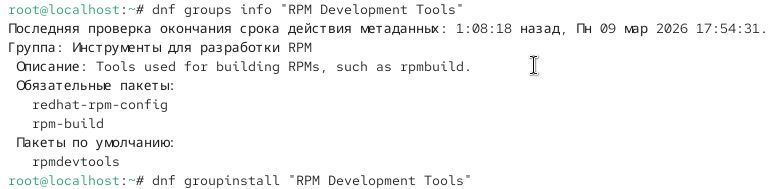 root@localhost:~# dnf groups info "RPM Development Tools"
Последняя проверка окончания срока действия метаданных: 1:08:18 назад, Пн 09 мар 2026 17:54:31.
Группа: Инструменты для разработки RPM
 Описание: Tools used for building RPMs, such as rpmbuild.
 Обязательные пакеты:
   redhat-rpm-config
   rpm-build
 Пакеты по умолчанию:
   rpmdevtools
root@localhost:~# dnf groupinstall "RPM Development Tools"